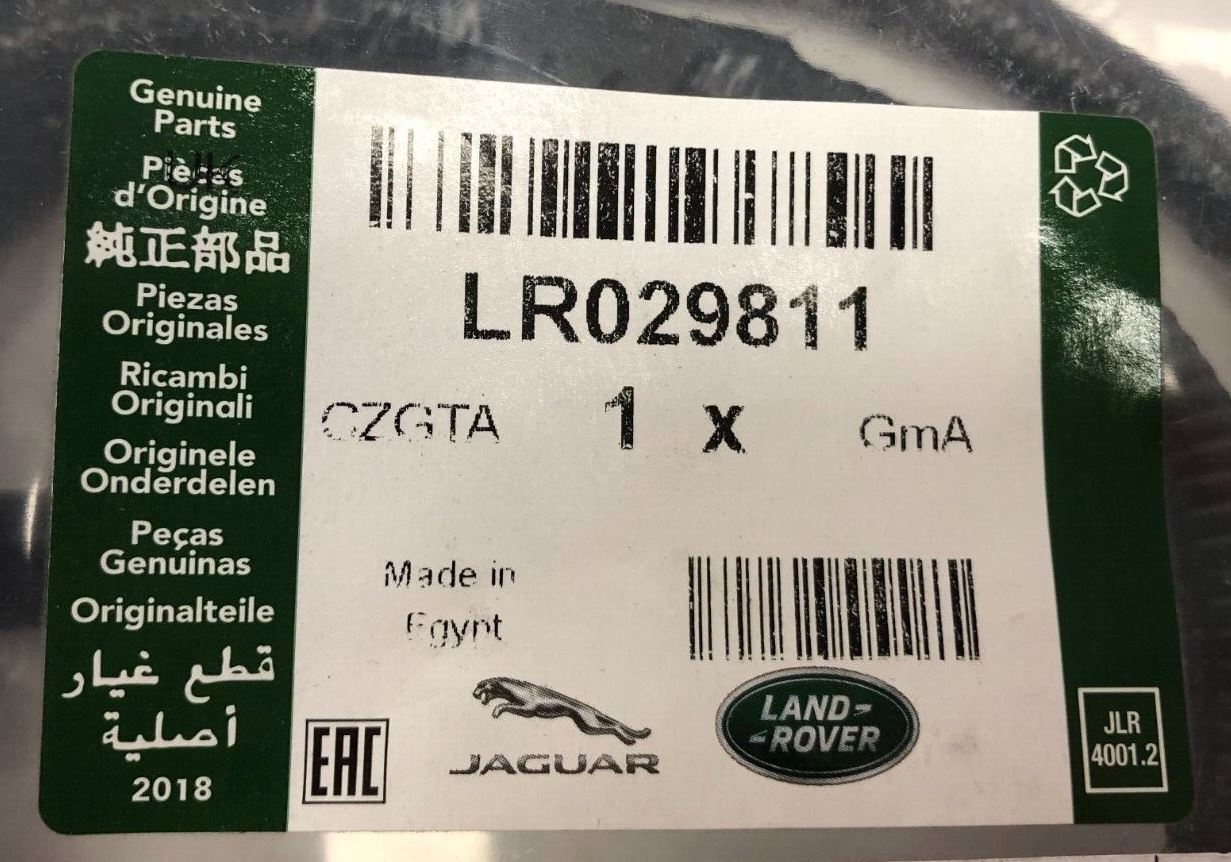 Genuine
Parts
Pièces
d'Origine
純正部品
Piezas
Originales
Ricambi
Originali
Originele
Onderdelen
Peças
Genuinas
Originalteile
قطع غيار
أصلية
2018
LR029811
CZGTA 1 x GmA
Made in
Egypt
EAC
JAGUAR
LAND-
-ROVER
JLR
4001.2